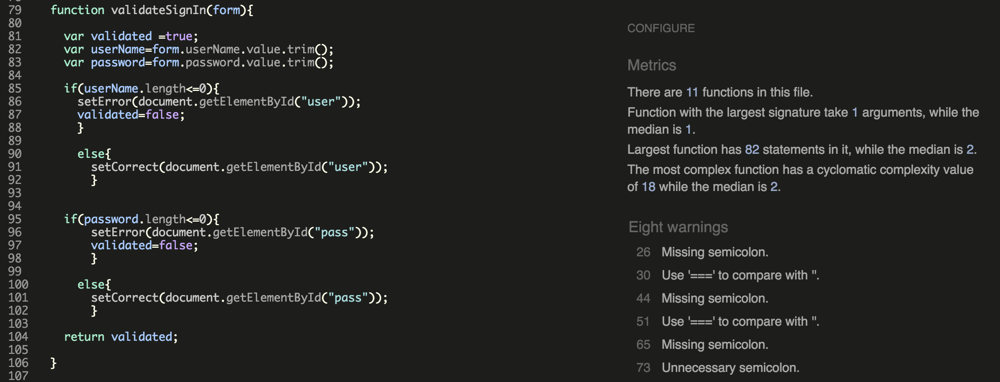 79 function validateSignIn(form){
80
81 var validated =true;
82 var userName=form.userName.value.trim();
83 var password=form.password.value.trim();
84
85 if(userName.length<=0){
86 setError(document.getElementById("user"));
87 validated=false;
88 }
89
90 else{
91 setCorrect(document.getElementById("user"));
92 }
93
94
95 if(password.length<=0){
96 setError(document.getElementById("pass"));
97 validated=false;
98 }
99
100 else{
101 setCorrect(document.getElementById("pass"));
102 }
103
104 return validated;
105
106 }
107
CONFIGURE
Metrics
There are 11 functions in this file.
Function with the largest signature take 1 arguments, while the
median is 1.
Largest function has 82 statements in it, while the median is 2.
The most complex function has a cyclomatic complexity value
of 18 while the median is 2.
Eight warnings
26 Missing semicolon.
30 Use '===' to compare with ''.
44 Missing semicolon.
51 Use '===' to compare with ''.
65 Missing semicolon.
73 Unnecessary semicolon.